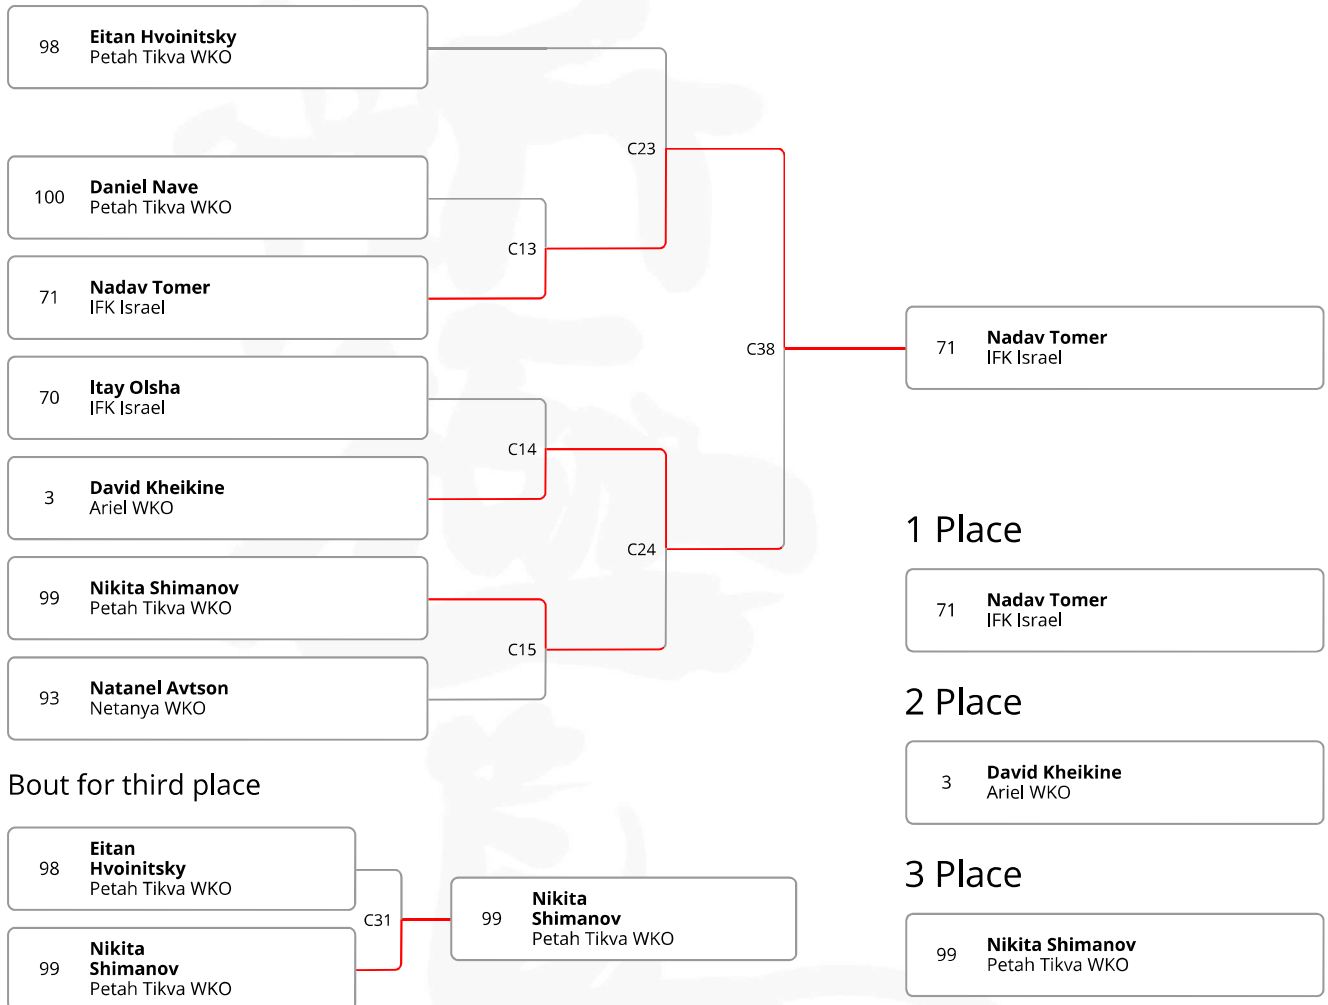 98
Eitan Hvoinitsky
Petah Tikva WKO
C23
100
Daniel Nave
Petah Tikva WKO
C13
71
Nadav Tomer
IFK Israel
C38
71
Nadav Tomer
IFK Israel
70
Itay Olsha
IFK Israel
C14
3
David Kheikine
Ariel WKO
C24
99
Nikita Shimanov
Petah Tikva WKO
C15
93
Natanel Avtson
Netanya WKO
1 Place
71
Nadav Tomer
IFK Israel
2 Place
3
David Kheikine
Ariel WKO
3 Place
99
Nikita Shimanov
Petah Tikva WKO
Bout for third place
98
Eitan
Hvoinitsky
Petah Tikva WKO
C31
99
Nikita
Shimanov
Petah Tikva WKO
99
Nikita
Shimanov
Petah Tikva WKO